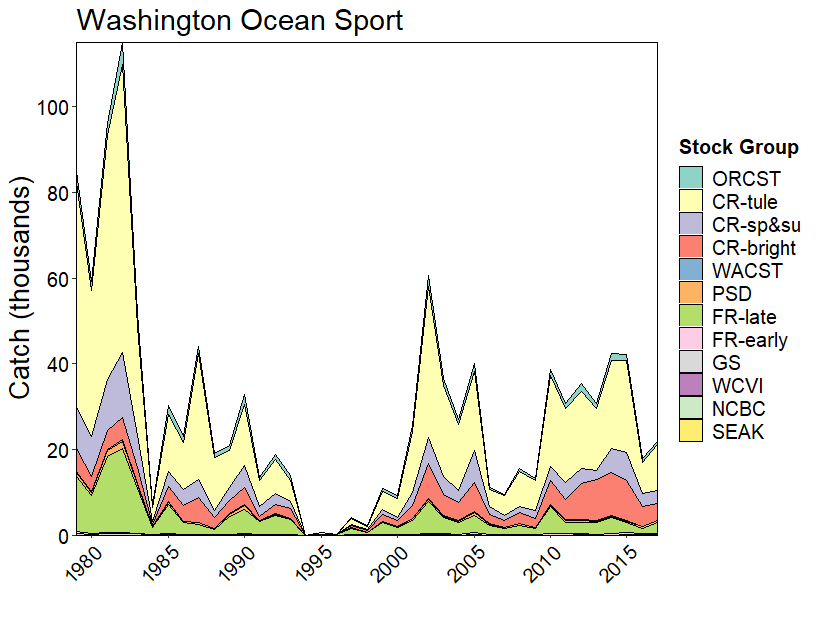 Washington Ocean Sport
Catch (thousands)
100
80
60
40
20
0
1980
1985
1990
1995
2000
2005
2010
2015
Stock Group
ORCST
CR-tule
CR-sp&su
CR-bright
WACST
PSD
FR-late
FR-early
GS
WCVI
NCBC
SEAK